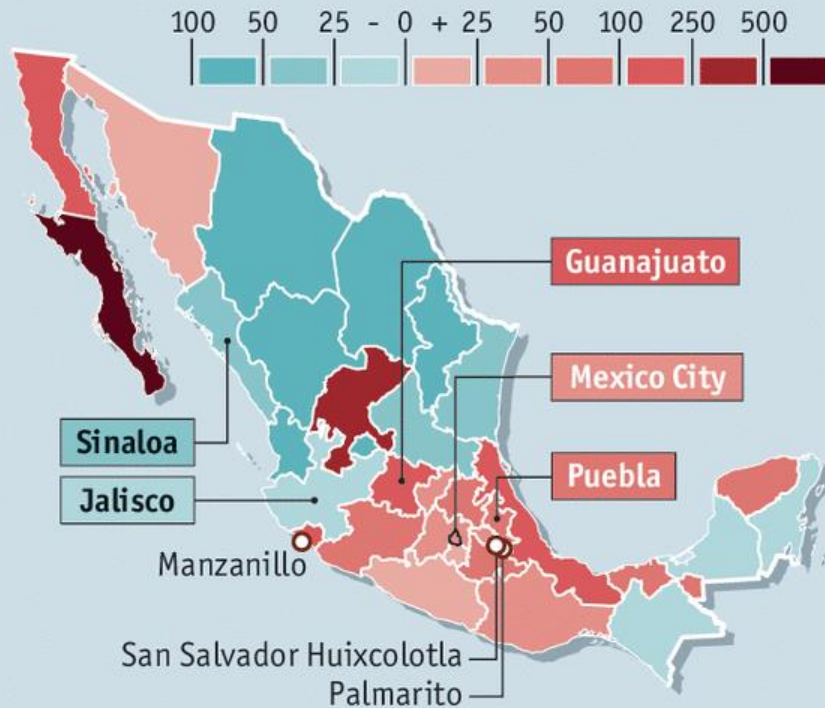 100 50 25 - 0 + 25 50 100 250 500
Guanajuato
Mexico City
Sinaloa
Puebla
Jalisco
Manzanillo
San Salvador Huixcolotla
Palmarito